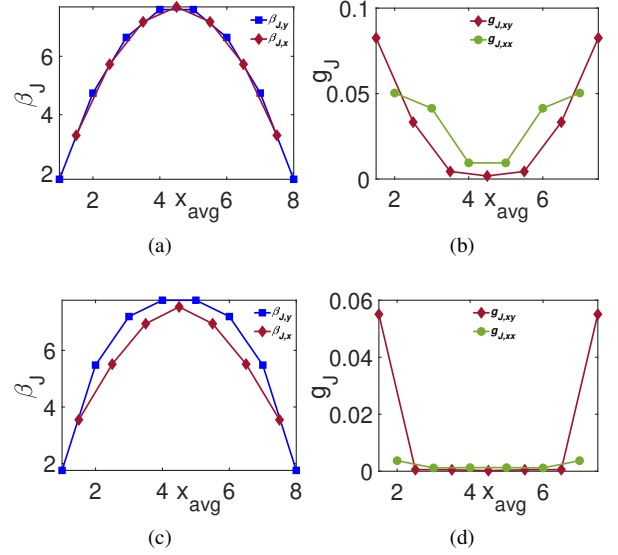 β_J,y
β_J,x
β_J
6
4
2
2
4
6
8
x_avg
(a)
g_J,xy
g_J,xx
g_J
0.1
0.05
0
2
4
6
x_avg
(b)
β_J,y
β_J,x
β_J
6
4
2
2
4
6
8
x_avg
(c)
g_J,xy
g_J,xx
g_J
0.06
0.04
0.02
0
2
4
6
x_avg
(d)